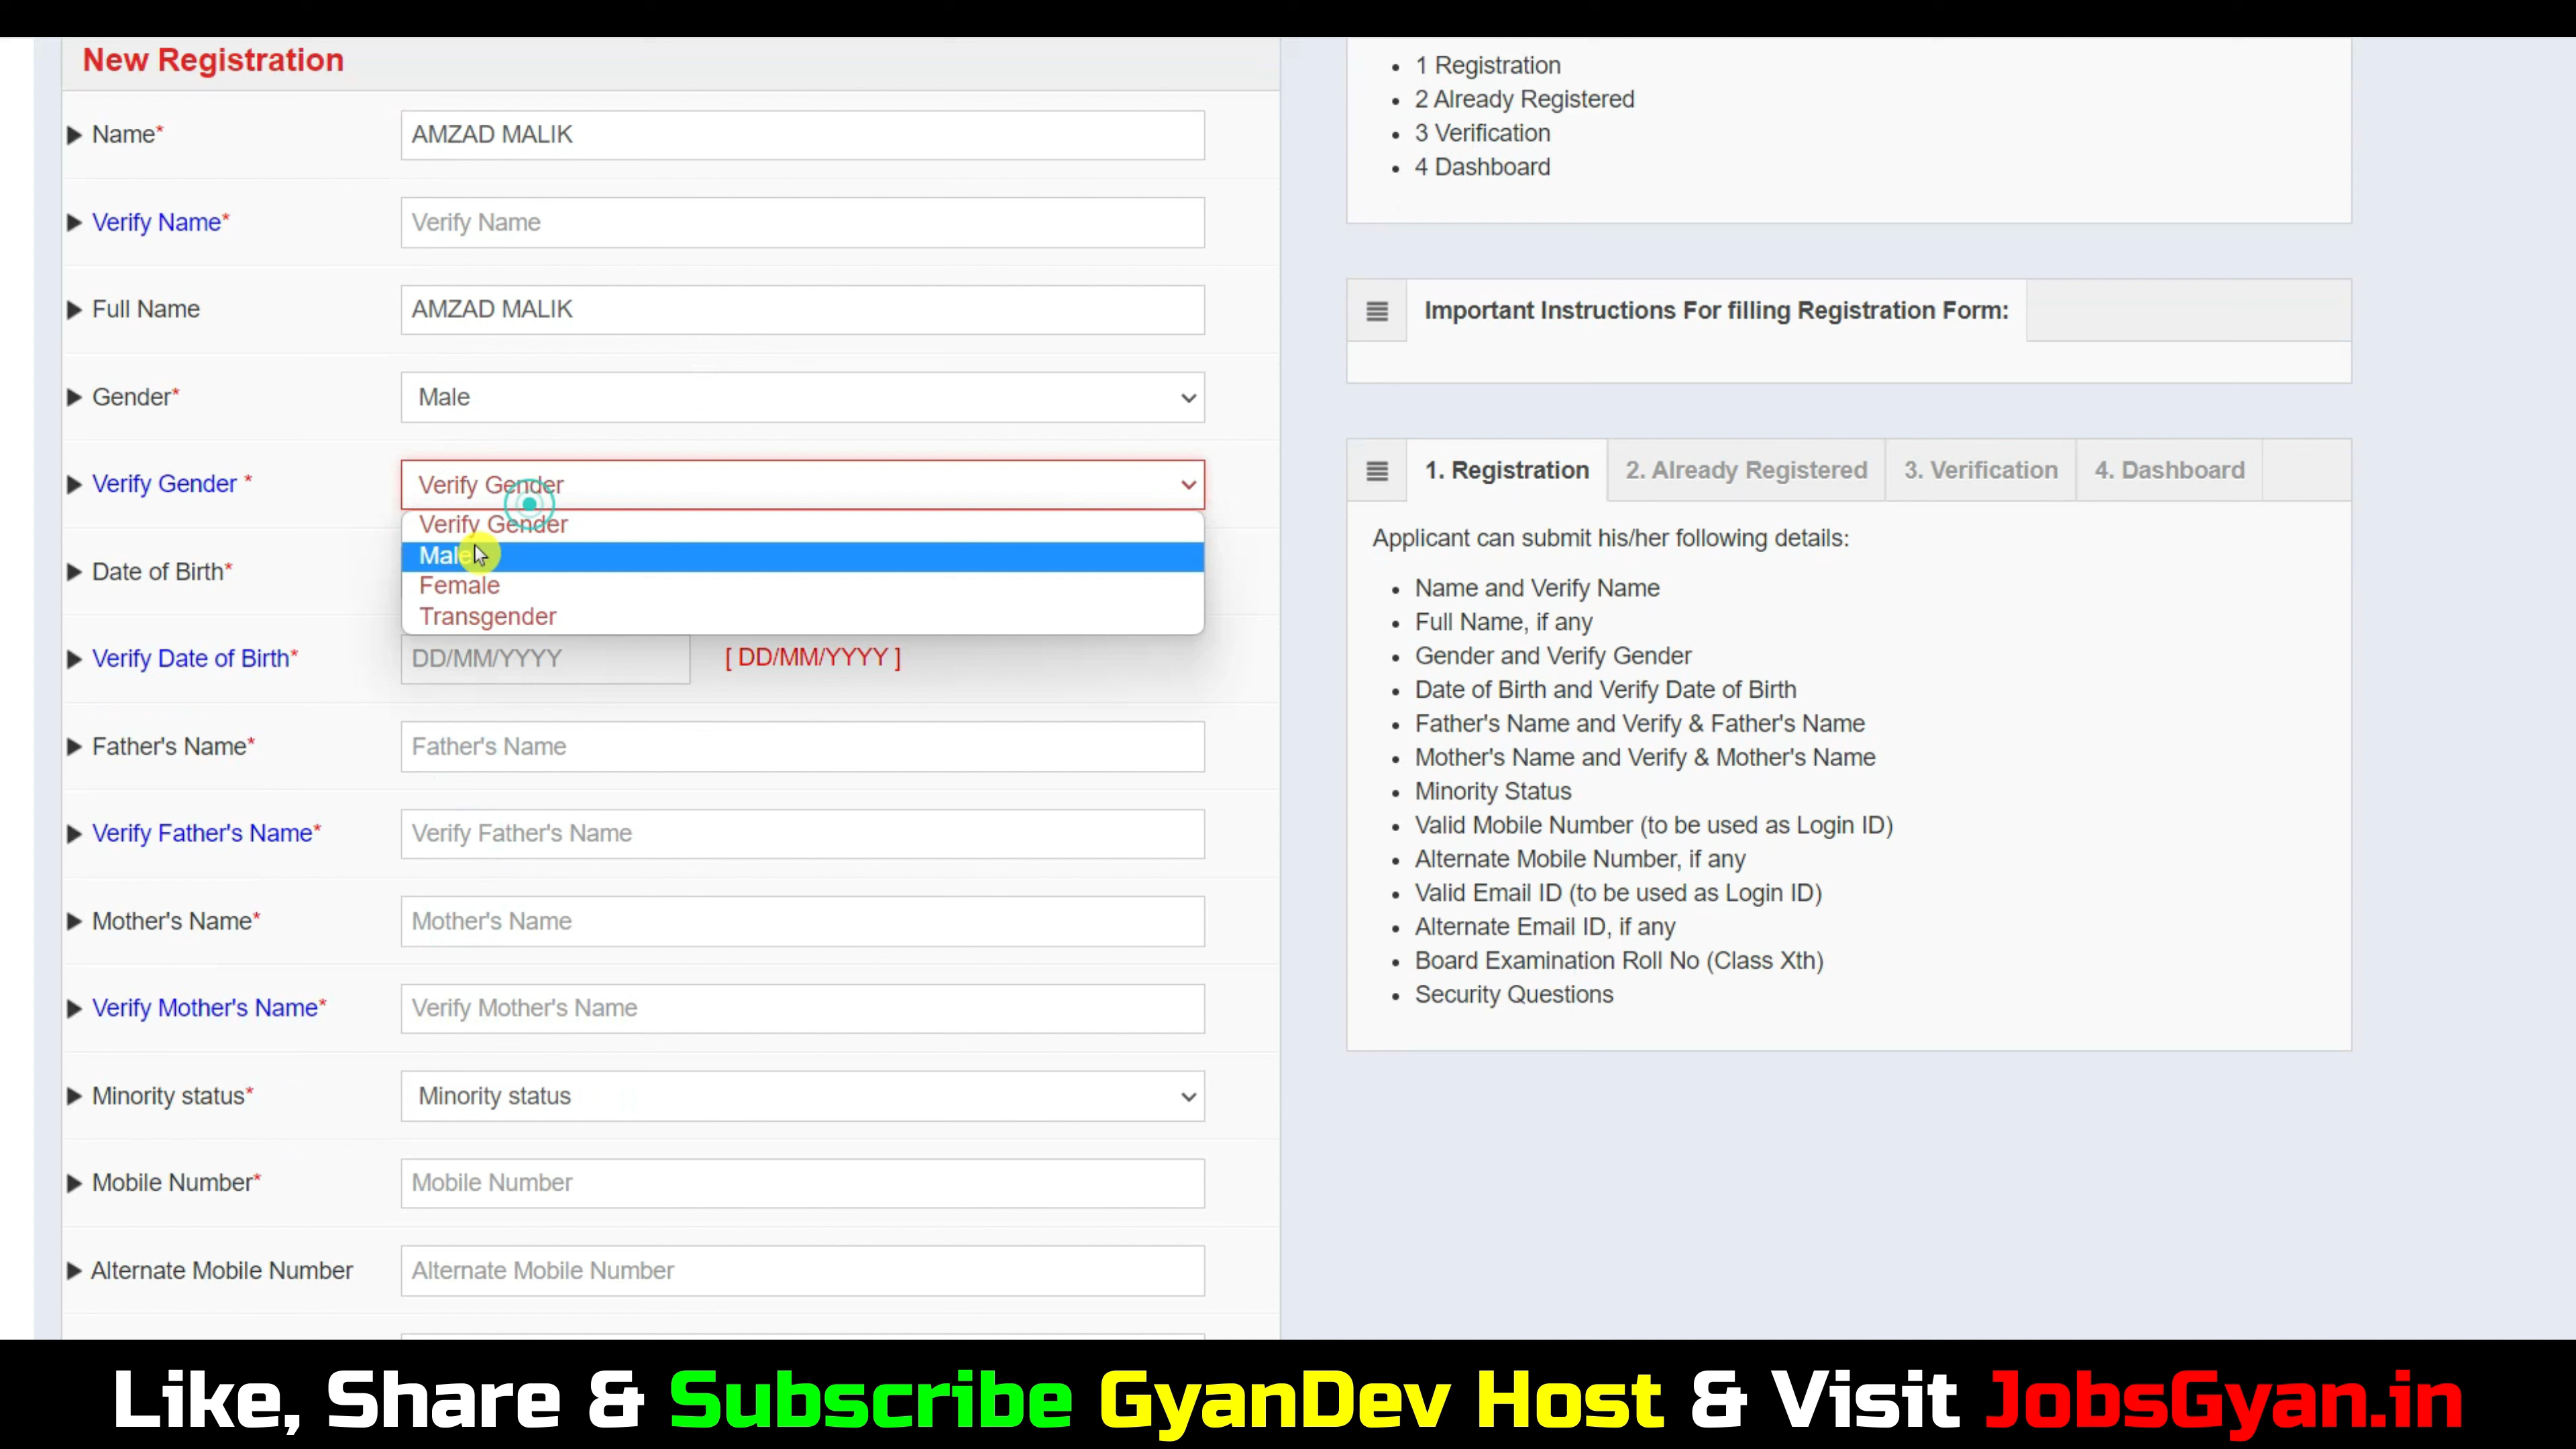 New Registration
Name*
AMZAD MALIK
Verify Name*
Verify Name
Full Name
AMZAD MALIK
Gender*
Male
Verify Gender *
Verify Gender
Verify Gender
Male
Female
Transgender
Date of Birth*
Verify Date of Birth*
DD/MM/YYYY
[ DD/MM/YYYY ]
Father's Name*
Father's Name
Verify Father's Name*
Verify Father's Name
Mother's Name*
Mother's Name
Verify Mother's Name*
Verify Mother's Name
Minority status*
Minority status
Mobile Number*
Mobile Number
Alternate Mobile Number
Alternate Mobile Number
1 Registration
2 Already Registered
3 Verification
4 Dashboard
Important Instructions For filling Registration Form:
1. Registration
2. Already Registered
3. Verification
4. Dashboard
Applicant can submit his/her following details:
Name and Verify Name
Full Name, if any
Gender and Verify Gender
Date of Birth and Verify Date of Birth
Father's Name and Verify & Father's Name
Mother's Name and Verify & Mother's Name
Minority Status
Valid Mobile Number (to be used as Login ID)
Alternate Mobile Number, if any
Valid Email ID (to be used as Login ID)
Alternate Email ID, if any
Board Examination Roll No (Class Xth)
Security Questions
Like, Share & Subscribe GyanDev Host & Visit JobsGyan.in